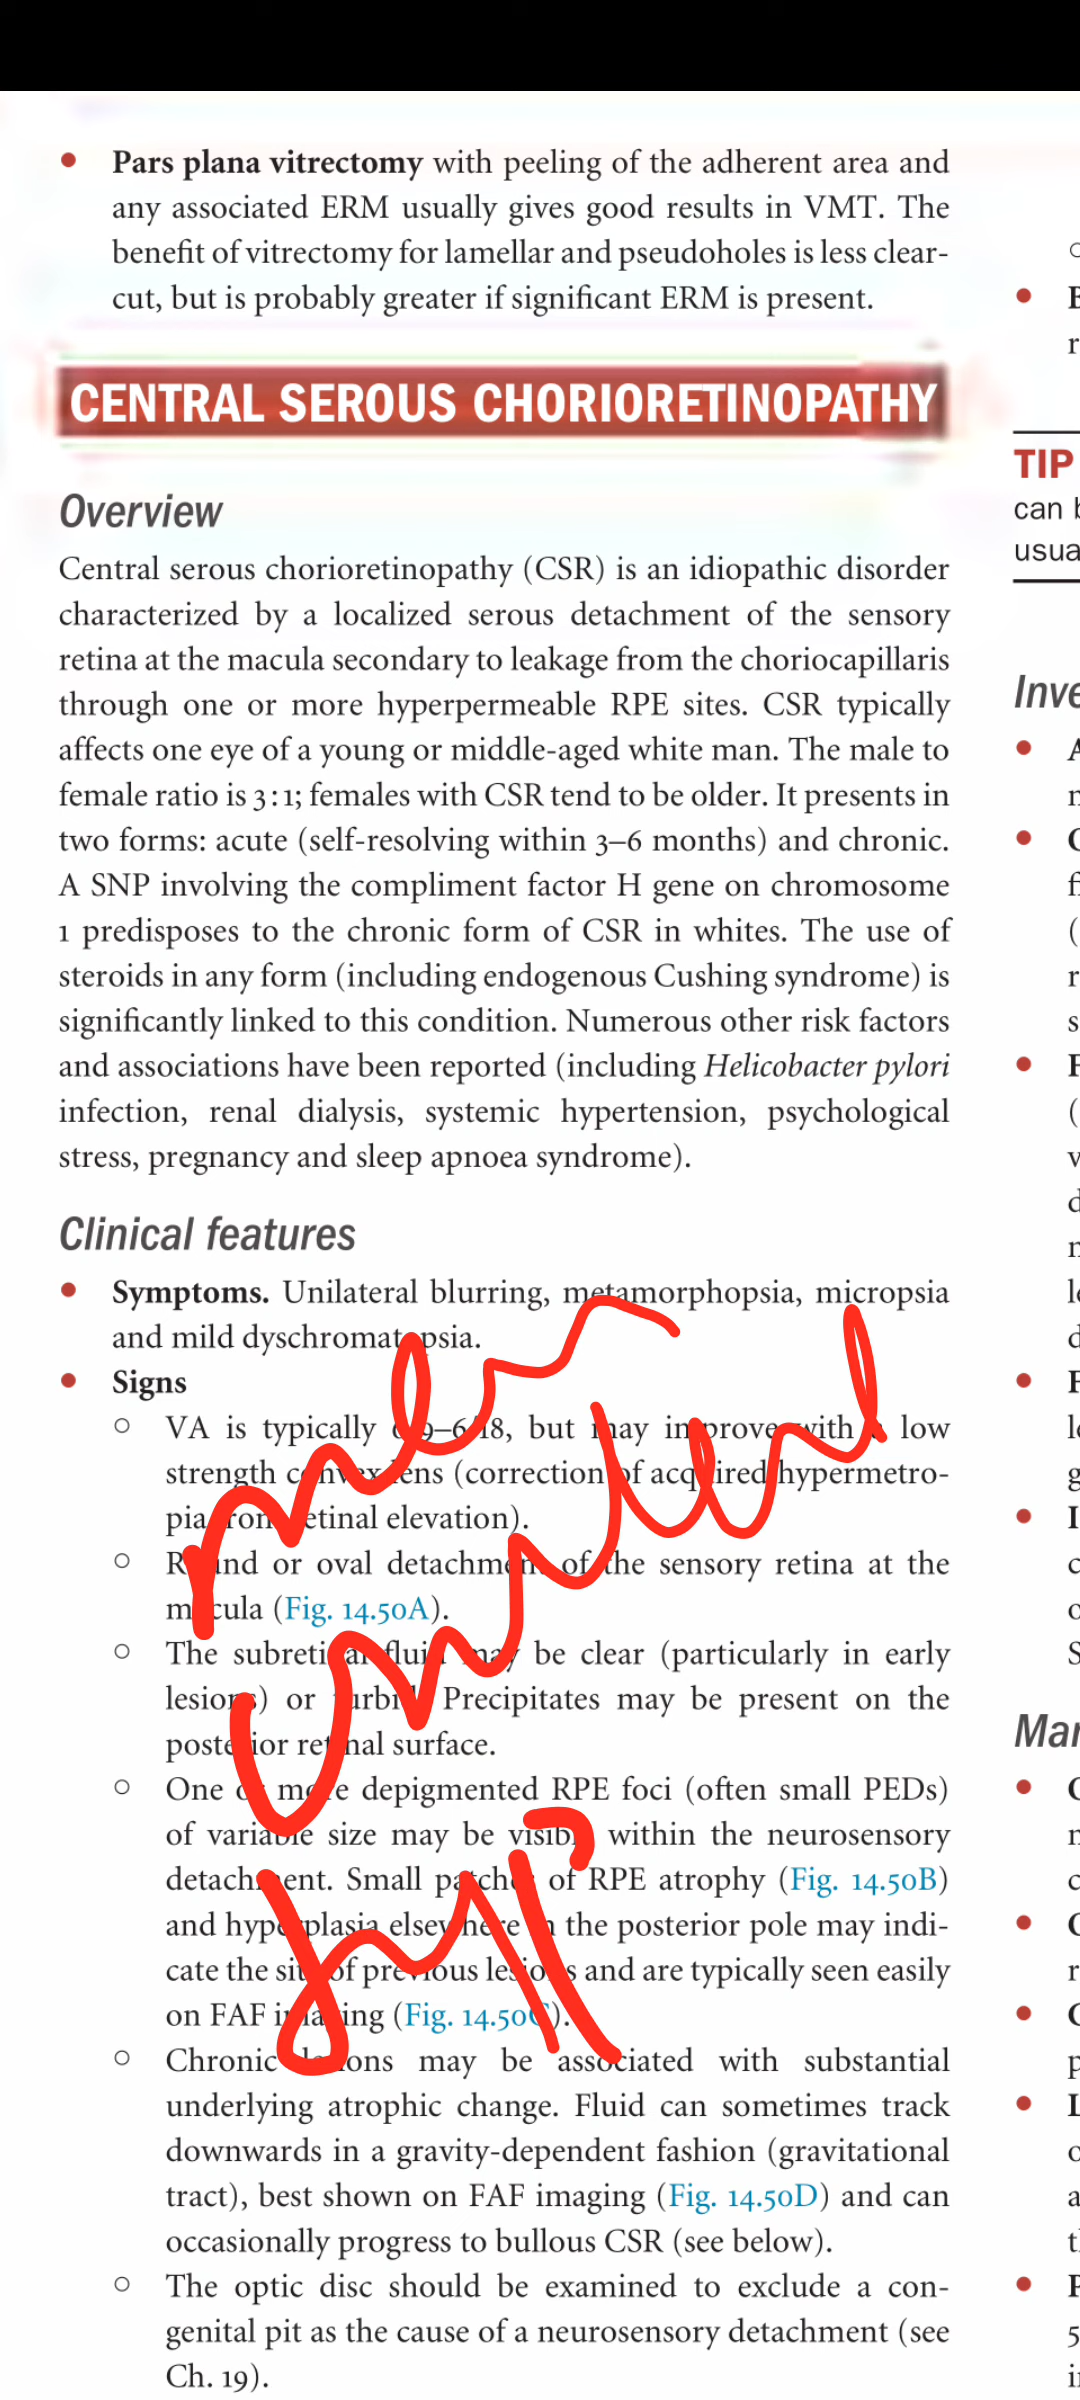 • Pars plana vitrectomy with peeling of the adherent area and
any associated ERM usually gives good results in VMT. The
benefit of vitrectomy for lamellar and pseudoholes is less clear-
cut, but is probably greater if significant ERM is present.
CENTRAL SEROUS CHORIORETINOPATHY
Overview
Central serous chorioretinopathy (CSR) is an idiopathic disorder
characterized by a localized serous detachment of the sensory
retina at the macula secondary to leakage from the choriocapillaris
through one or more hyperpermeable RPE sites. CSR typically
affects one eye of a young or middle-aged white man. The male to
female ratio is 3:1; females with CSR tend to be older. It presents in
two forms: acute (self-resolving within 3–6 months) and chronic.
A SNP involving the compliment factor H gene on chromosome
1 predisposes to the chronic form of CSR in whites. The use of
steroids in any form (including endogenous Cushing syndrome) is
significantly linked to this condition. Numerous other risk factors
and associations have been reported (including Helicobacter pylori
infection, renal dialysis, systemic hypertension, psychological
stress, pregnancy and sleep apnoea syndrome).
Clinical features
• Symptoms. Unilateral blurring, metamorphopsia, micropsia
and mild dyschromatopsia.
• Signs
○ VA is typically 6/9–6/18, but may improve with a low
strength convex lens (correction of acquired hypermetro-
pia from retinal elevation).
○ Round or oval detachment of the sensory retina at the
macula (Fig. 14.50A).
○ The subretinal fluid may be clear (particularly in early
lesions) or turbid. Precipitates may be present on the
posterior retinal surface.
○ One or more depigmented RPE foci (often small PEDs)
of variable size may be visible within the neurosensory
detachment. Small patches of RPE atrophy (Fig. 14.50B)
and hyperplasia elsewhere in the posterior pole may indi-
cate the site of previous lesions and are typically seen easily
on FAF imaging (Fig. 14.50C).
○ Chronic lesions may be associated with substantial
underlying atrophic change. Fluid can sometimes track
downwards in a gravity-dependent fashion (gravitational
tract), best shown on FAF imaging (Fig. 14.50D) and can
occasionally progress to bullous CSR (see below).
○ The optic disc should be examined to exclude a con-
genital pit as the cause of a neurosensory detachment (see
Ch. 19).
TIP
can